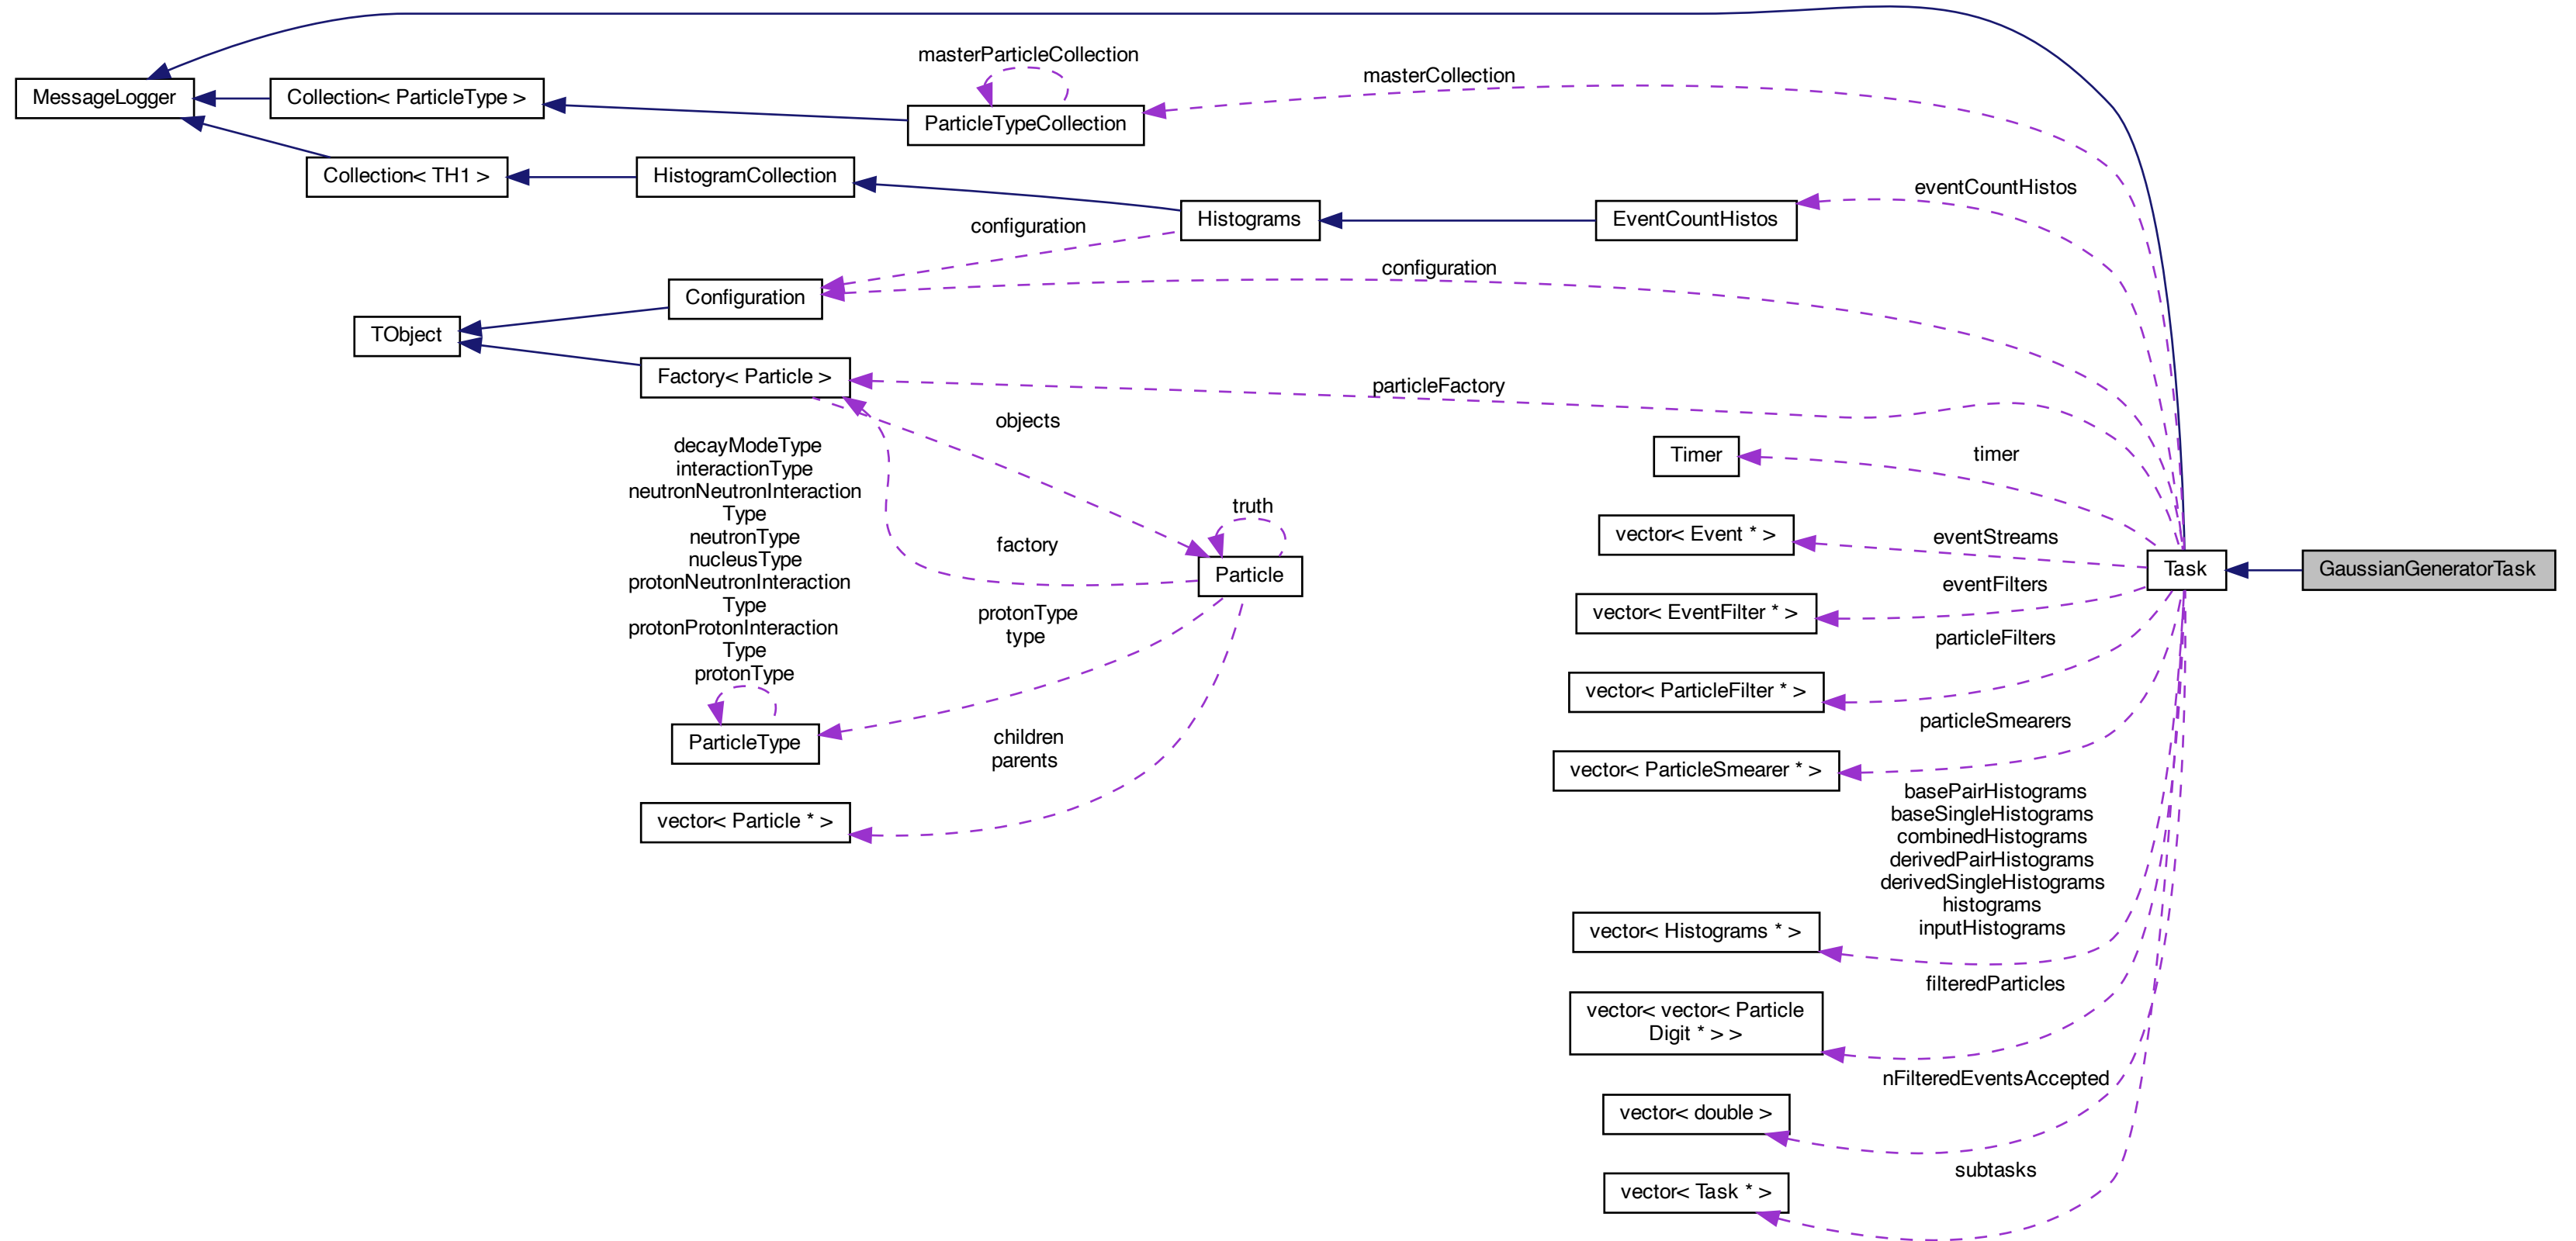 masterParticleCollection
masterCollection
MessageLogger
Collection< ParticleType >
ParticleTypeCollection
Collection< TH1 >
HistogramCollection
eventCountHistos
Histograms
EventCountHistos
configuration
configuration
Configuration
TObject
Factory< Particle >
particleFactory
objects
decayModeType
interactionType
neutronNeutronInteraction
Type
neutronType
nucleusType
protonNeutronInteraction
Type
protonProtonInteraction
Type
protonType
ParticleType
factory
truth
Particle
protonType
type
children
parents
vector< Particle * >
Timer
timer
vector< Event * >
eventStreams
Task
GaussianGeneratorTask
eventFilters
vector< EventFilter * >
particleFilters
vector< ParticleFilter * >
particleSmearers
vector< ParticleSmearer * >
basePairHistograms
baseSingleHistograms
combinedHistograms
derivedPairHistograms
derivedSingleHistograms
histograms
inputHistograms
vector< Histograms * >
filteredParticles
vector< vector< Particle
Digit * > >
nFilteredEventsAccepted
vector< double >
subtasks
vector< Task * >